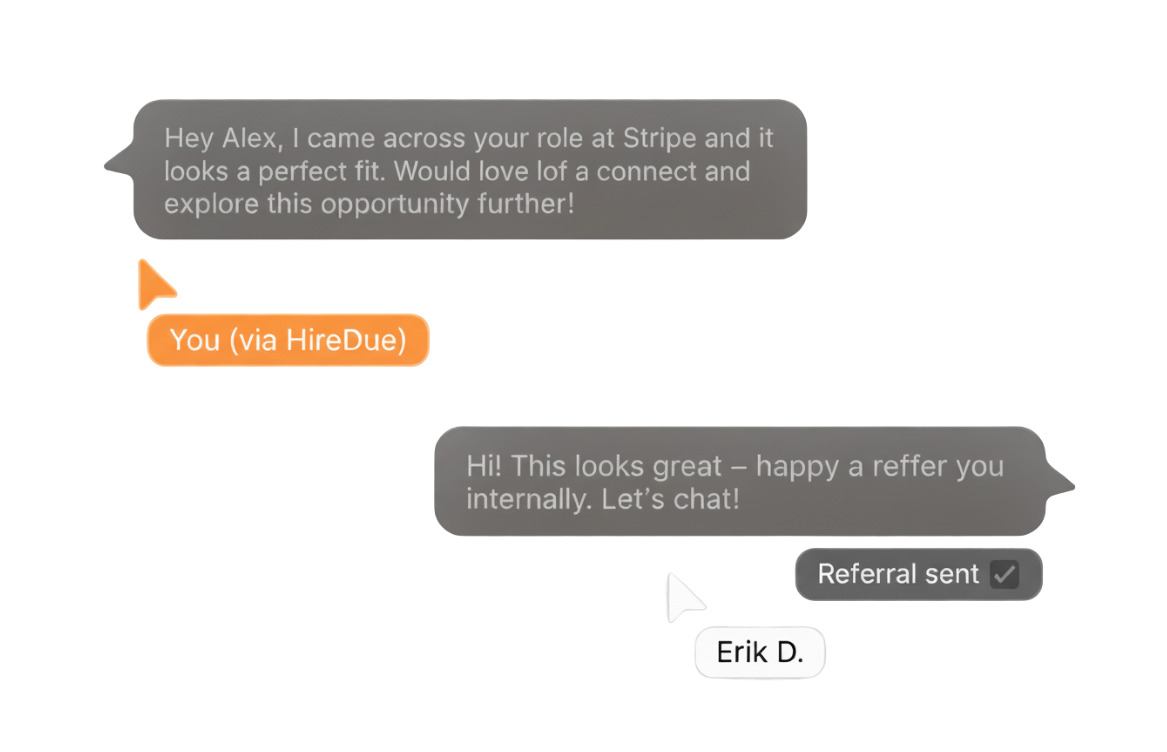 Hey Alex, I came across your role at Stripe and it
looks a perfect fit. Would love lof a connect and
explore this opportunity further!
You (via HireDue)
Hi! This looks great – happy a reffer you
internally. Let’s chat!
Referral sent
Erik D.